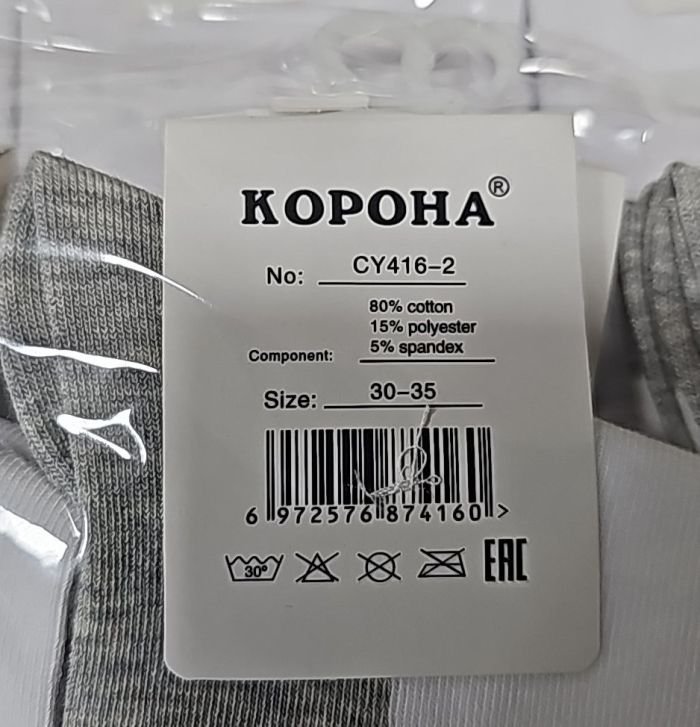 КОРОНА®
No: CY416-2
80% cotton
15% polyester
Component: 5% spandex
Size: 30-35
6 972576 874160 >
30° EAC